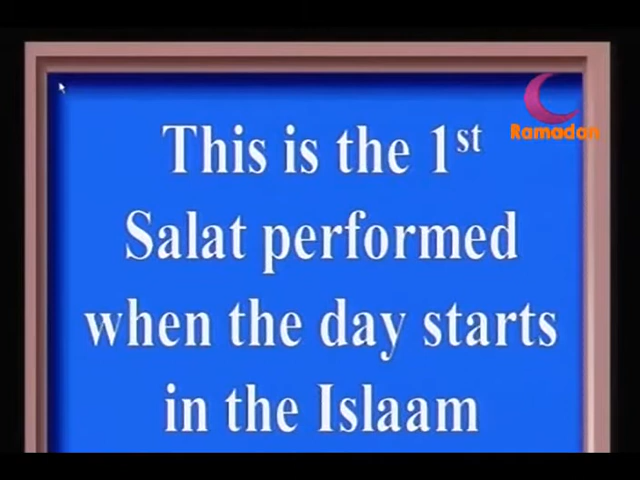 Ramadan
This is the 1st
Salat performed
when the day starts
in the Islaam